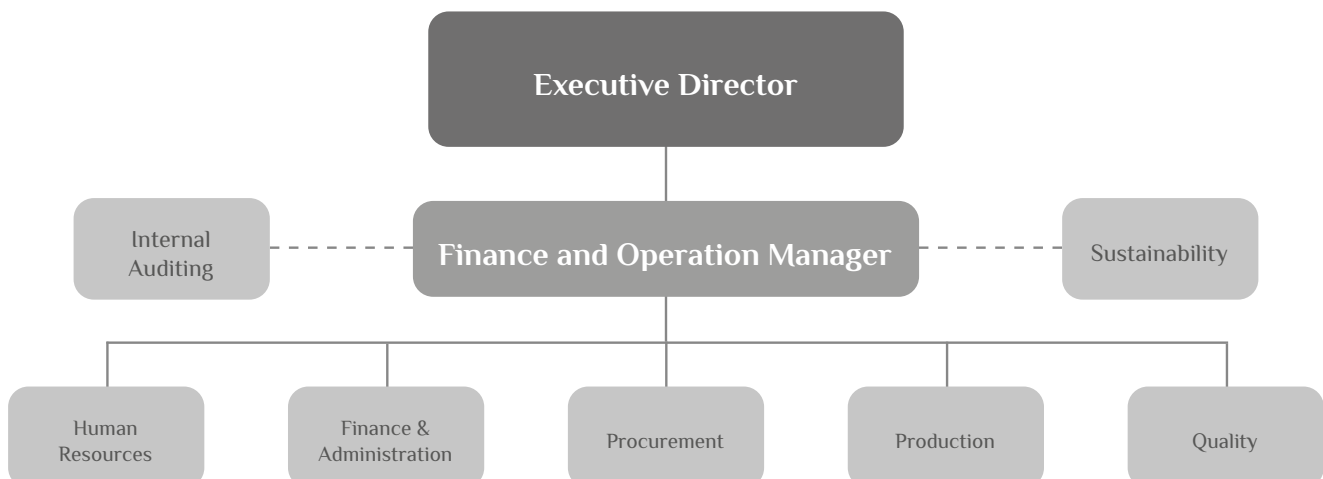 Executive Director
Internal
Auditing
Finance and Operation Manager
Sustainability
Human
Resources
Finance &
Administration
Procurement
Production
Quality